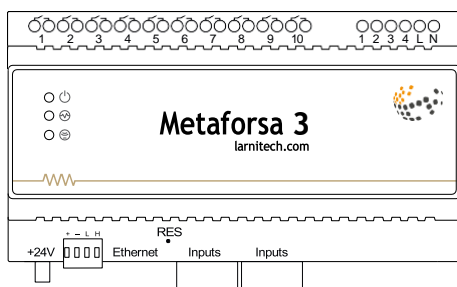 1 2 3 4 5 6 7 8 9 10 1 2 3 4 L N
Metaforsa 3
larnitech.com
RES
+ – L H
+24V Ethernet Inputs Inputs